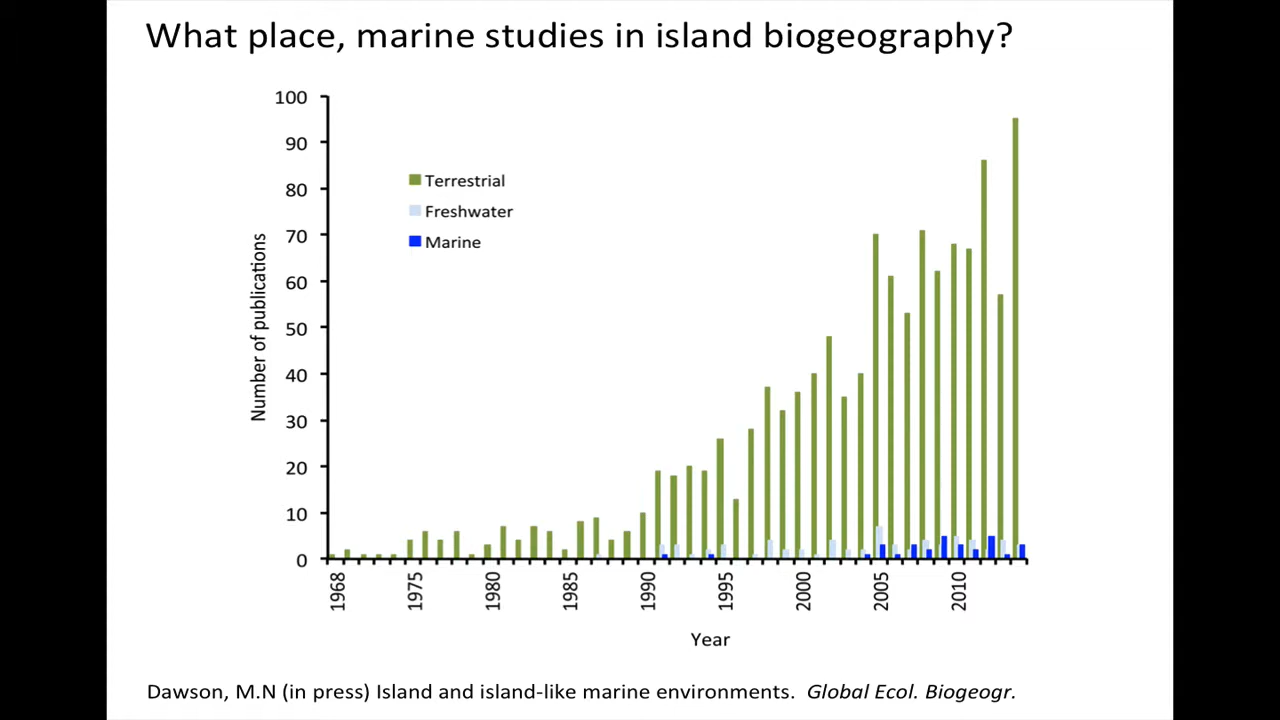 What place, marine studies in island biogeography?
100
90
80
70
60
50
40
30
20
10
0
Number of publications
Terrestrial
Freshwater
Marine
1968
1975
1980
1985
1990
1995
2000
2005
2010
Year
Dawson, M.N (in press) Island and island-like marine environments. Global Ecol. Biogeogr.